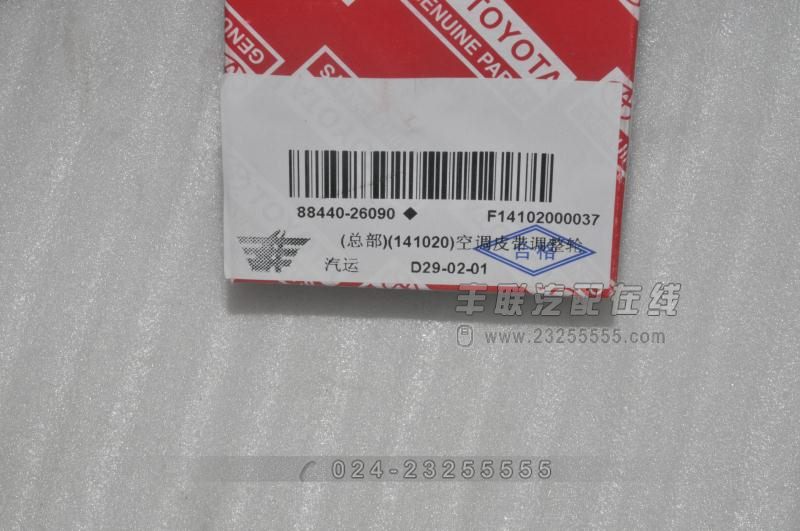 TOYOTA
GENUINE PARTS
88440-26090 ◆ F14102000037
(总部)(141020)空调皮带调整轮
合格
汽运 D29-02-01
丰联汽配在线
www.23255555.com
024-23255555